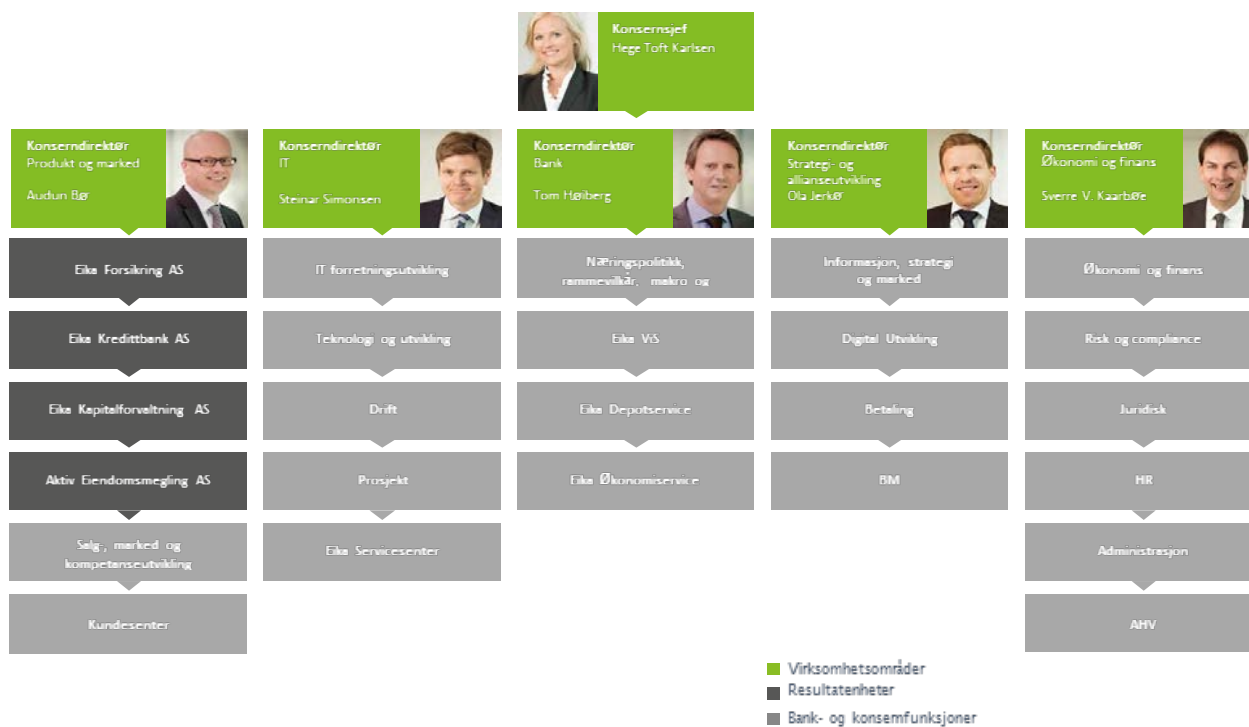 Konsernsjef
Hege Toft Karlsen
Konserndirektør
Produkt og marked
Audun Bø
Konserndirektør
IT
Steinar Simonsen
Konserndirektør
Bank
Tom Høiberg
Konserndirektør
Strategi- og
allianseutvikling
Ola Jerkø
Konserndirektør
Økonomi og finans
Sverre V. Kaarbøe
Eika Forsikring AS
Eika Kredittbank AS
Eika Kapitalforvaltning AS
Aktiv Eiendomsmegling AS
Salg-, marked og
kompetanseutvikling
Kundesenter
IT forretningsutvikling
Teknologi og utvikling
Drift
Prosjekt
Eika Servicesenter
Næringspolitikk,
rammevilkår, makro og
Eika ViS
Eika Depotservice
Eika Økonomiservice
Informasjon, strategi
og marked
Digital Utvikling
Betaling
BM
Økonomi og finans
Risk og compliance
Juridisk
HR
Administrasjon
AHV
Virksomhetsområder
Resultatenheter
Bank- og konsernfunksjoner